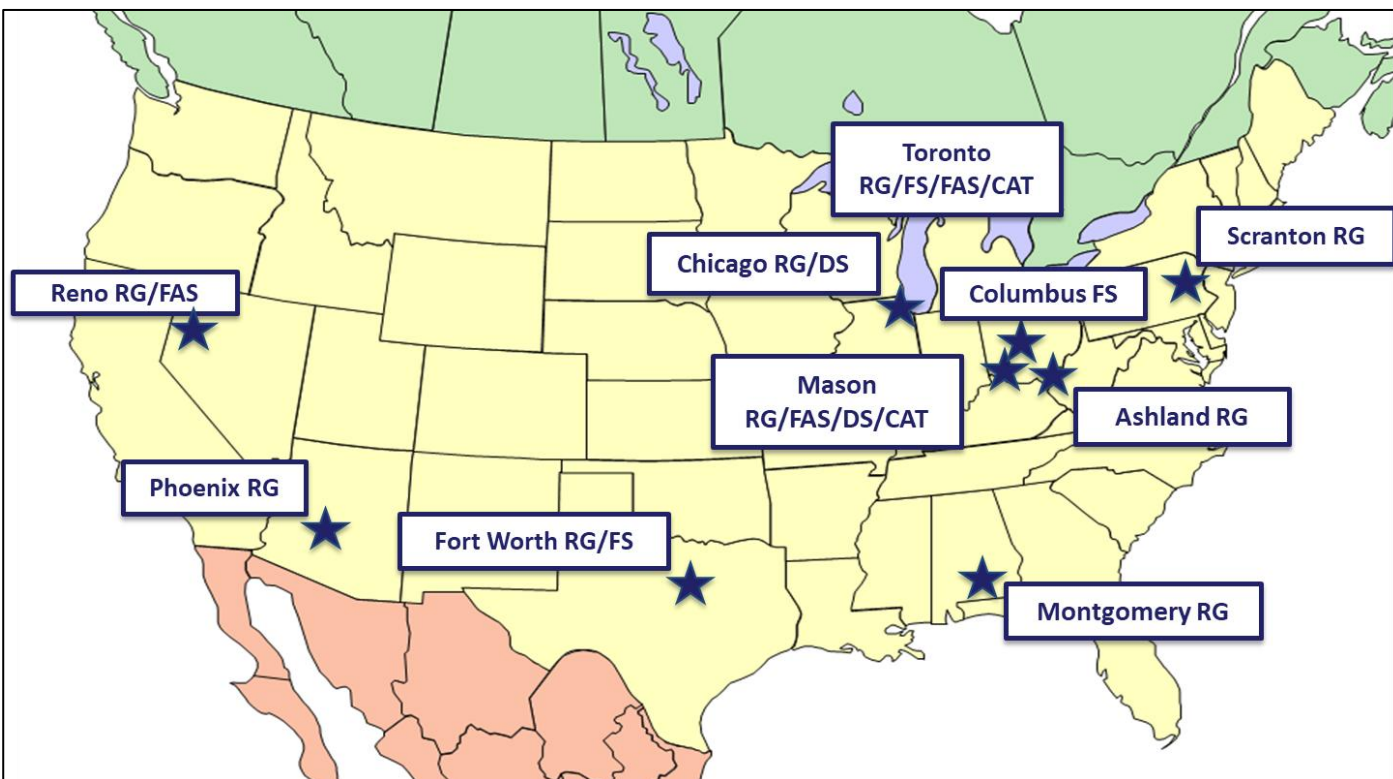 Toronto
RG/FS/FAS/CAT
Scranton RG
Chicago RG/DS
Columbus FS
Reno RG/FAS
Mason
RG/FAS/DS/CAT
Ashland RG
Phoenix RG
Fort Worth RG/FS
Montgomery RG